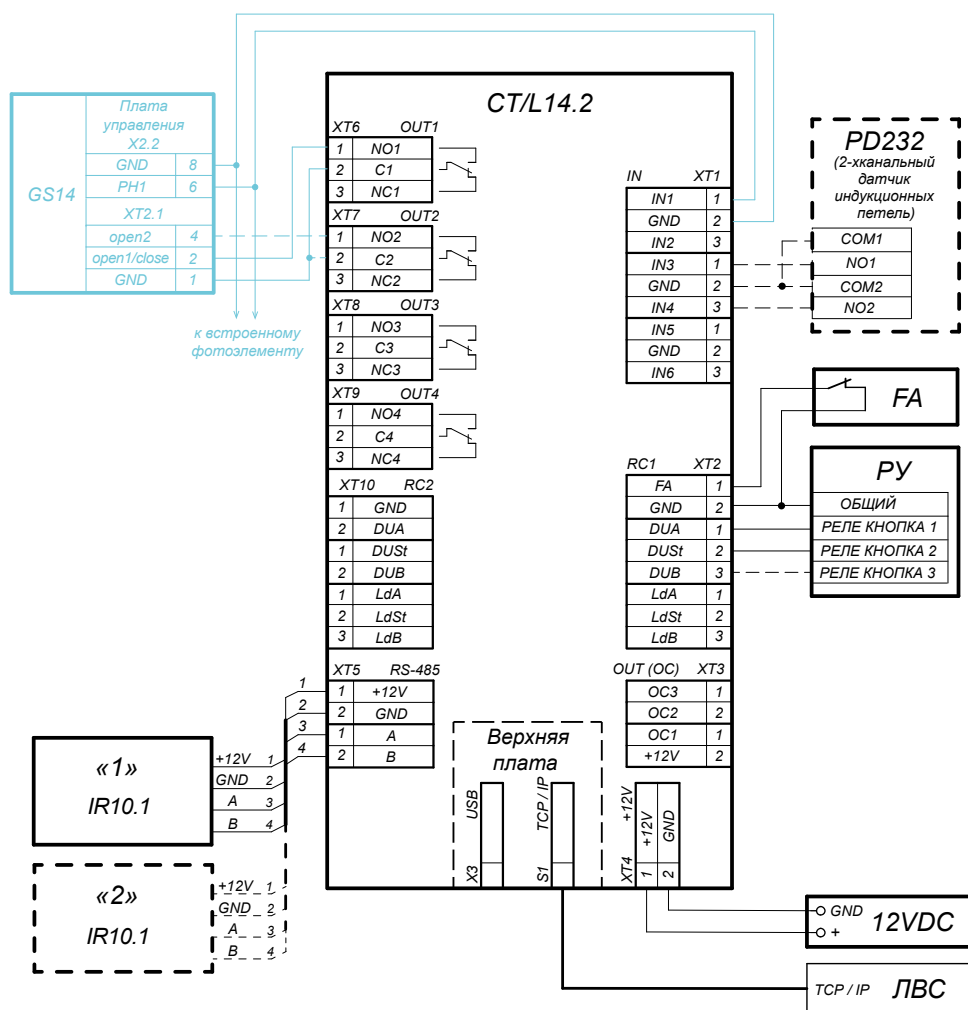 CT/L14.2
GS14
Плата
управления
X2.2
GND 8
PH1 6
XT2.1
open2 4
open1/close 2
GND 1
к встроенному
фотоэлементу
XT6 OUT1
1 NO1
2 C1
3 NC1
XT7 OUT2
1 NO2
2 C2
3 NC2
XT8 OUT3
1 NO3
2 C3
3 NC3
XT9 OUT4
1 NO4
2 C4
3 NC4
XT10 RC2
1 GND
2 DUA
1 DUSt
2 DUB
1 LdA
2 LdSt
3 LdB
XT5 RS-485
1 1 +12V
2 2 GND
3 1 A
4 2 B
«1»
IR10.1
+12V 1
GND 2
A 3
B 4
«2»
IR10.1
+12V 1
GND 2
A 3
B 4
IN XT1
IN1 1
GND 2
IN2 3
IN3 1
GND 2
IN4 3
IN5 1
GND 2
IN6 3
RC1 XT2
FA 1
GND 2
DUA 1
DUSt 2
DUB 3
LdA 1
LdSt 2
LdB 3
OUT (OC) XT3
OC3 1
OC2 2
OC1 1
+12V 2
Верхняя
плата
X3 USB
S1 TCP / IP
XT4 +12V
1 +12V
2 GND
PD232
(2-хканальный
датчик
индукционных
петель)
COM1
NO1
COM2
NO2
FA
РУ
ОБЩИЙ
РЕЛЕ КНОПКА 1
РЕЛЕ КНОПКА 2
РЕЛЕ КНОПКА 3
GND
+
12VDC
TCP / IP ЛВС